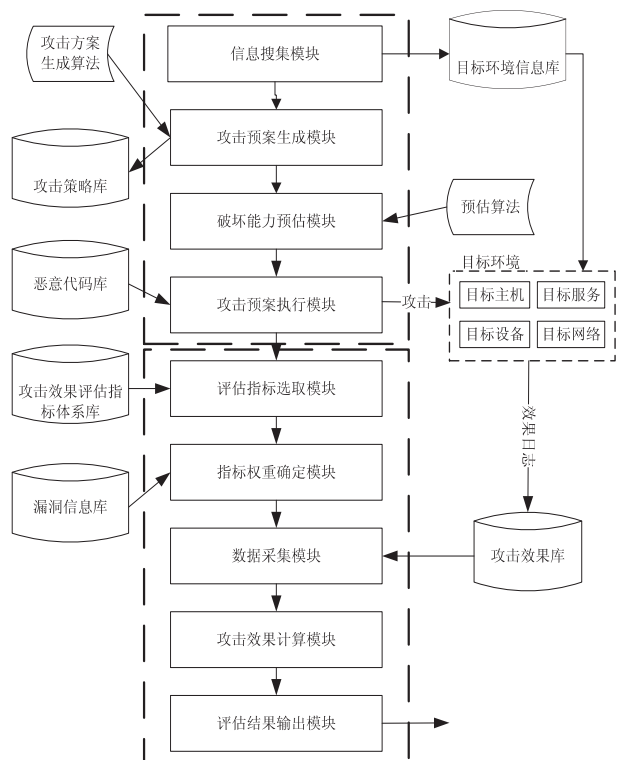 攻击方案
生成算法
信息搜集模块
目标环境信息库
攻击预案生成模块
攻击策略库
破坏能力预估模块
预估算法
恶意代码库
攻击预案执行模块
攻击
目标环境
目标主机
目标服务
目标设备
目标网络
攻击效果评估指
标体系库
评估指标选取模块
效果日志
漏洞信息库
指标权重确定模块
数据采集模块
攻击效果库
攻击效果计算模块
评估结果输出模块